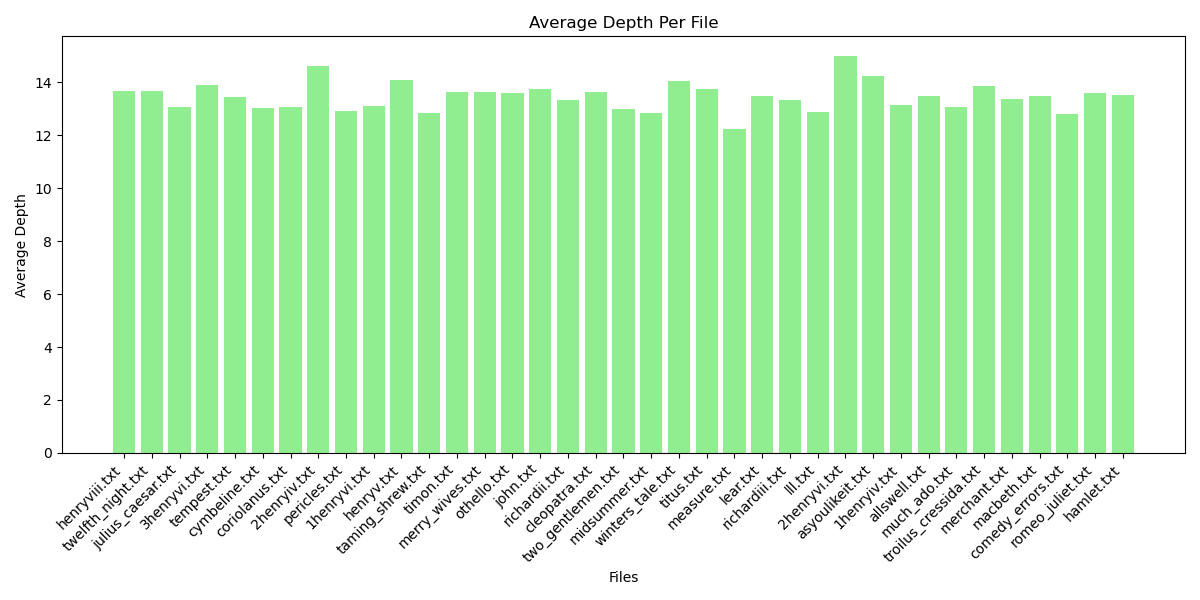 Average Depth Per File
Average Depth
14
12
10
8
6
4
2
0
henryviii.txt
twelfth_night.txt
julius_caesar.txt
3henryvi.txt
tempest.txt
cymbeline.txt
coriolanus.txt
2henryiv.txt
pericles.txt
1henryvi.txt
henryv.txt
taming_shrew.txt
timon.txt
merry_wives.txt
othello.txt
john.txt
richardii.txt
cleopatra.txt
two_gentlemen.txt
midsummer.txt
winters_tale.txt
titus.txt
measure.txt
lear.txt
richardiii.txt
lll.txt
2henryvi.txt
asyoulikeit.txt
1henryiv.txt
allswell.txt
much_ado.txt
troilus_cressida.txt
merchant.txt
macbeth.txt
comedy_errors.txt
romeo_juliet.txt
hamlet.txt
Files